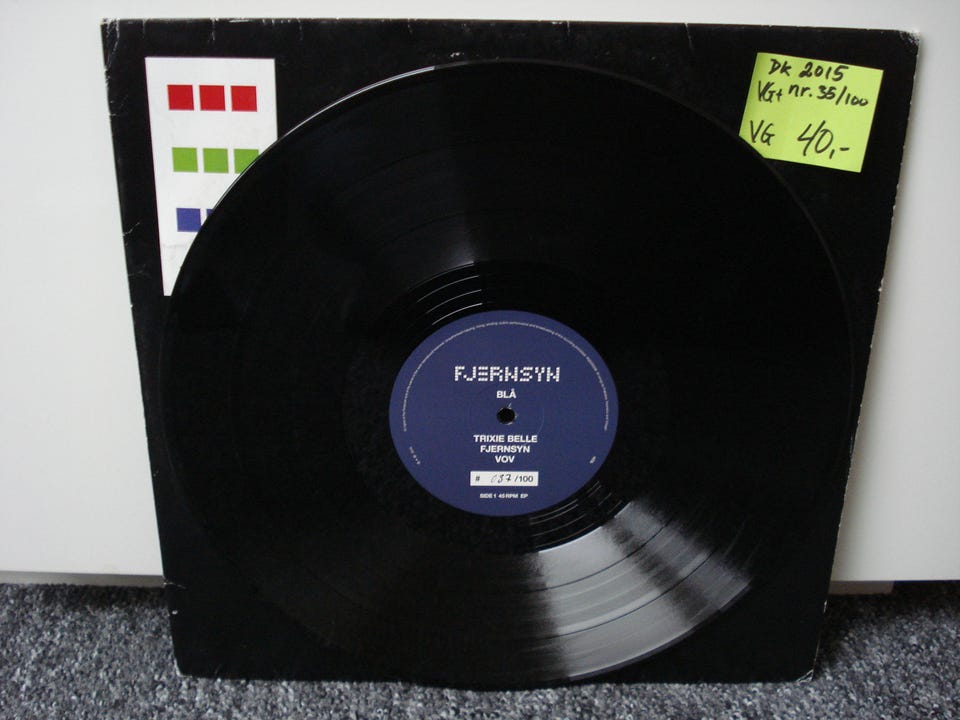 DK 2015
VG+ nr. 35/100
VG 40,-
FJERNSYN
BLÅ
TRIXIE BELLE
FJERNSYN
VOV
# 037/100
SIDE 1 45 RPM EP